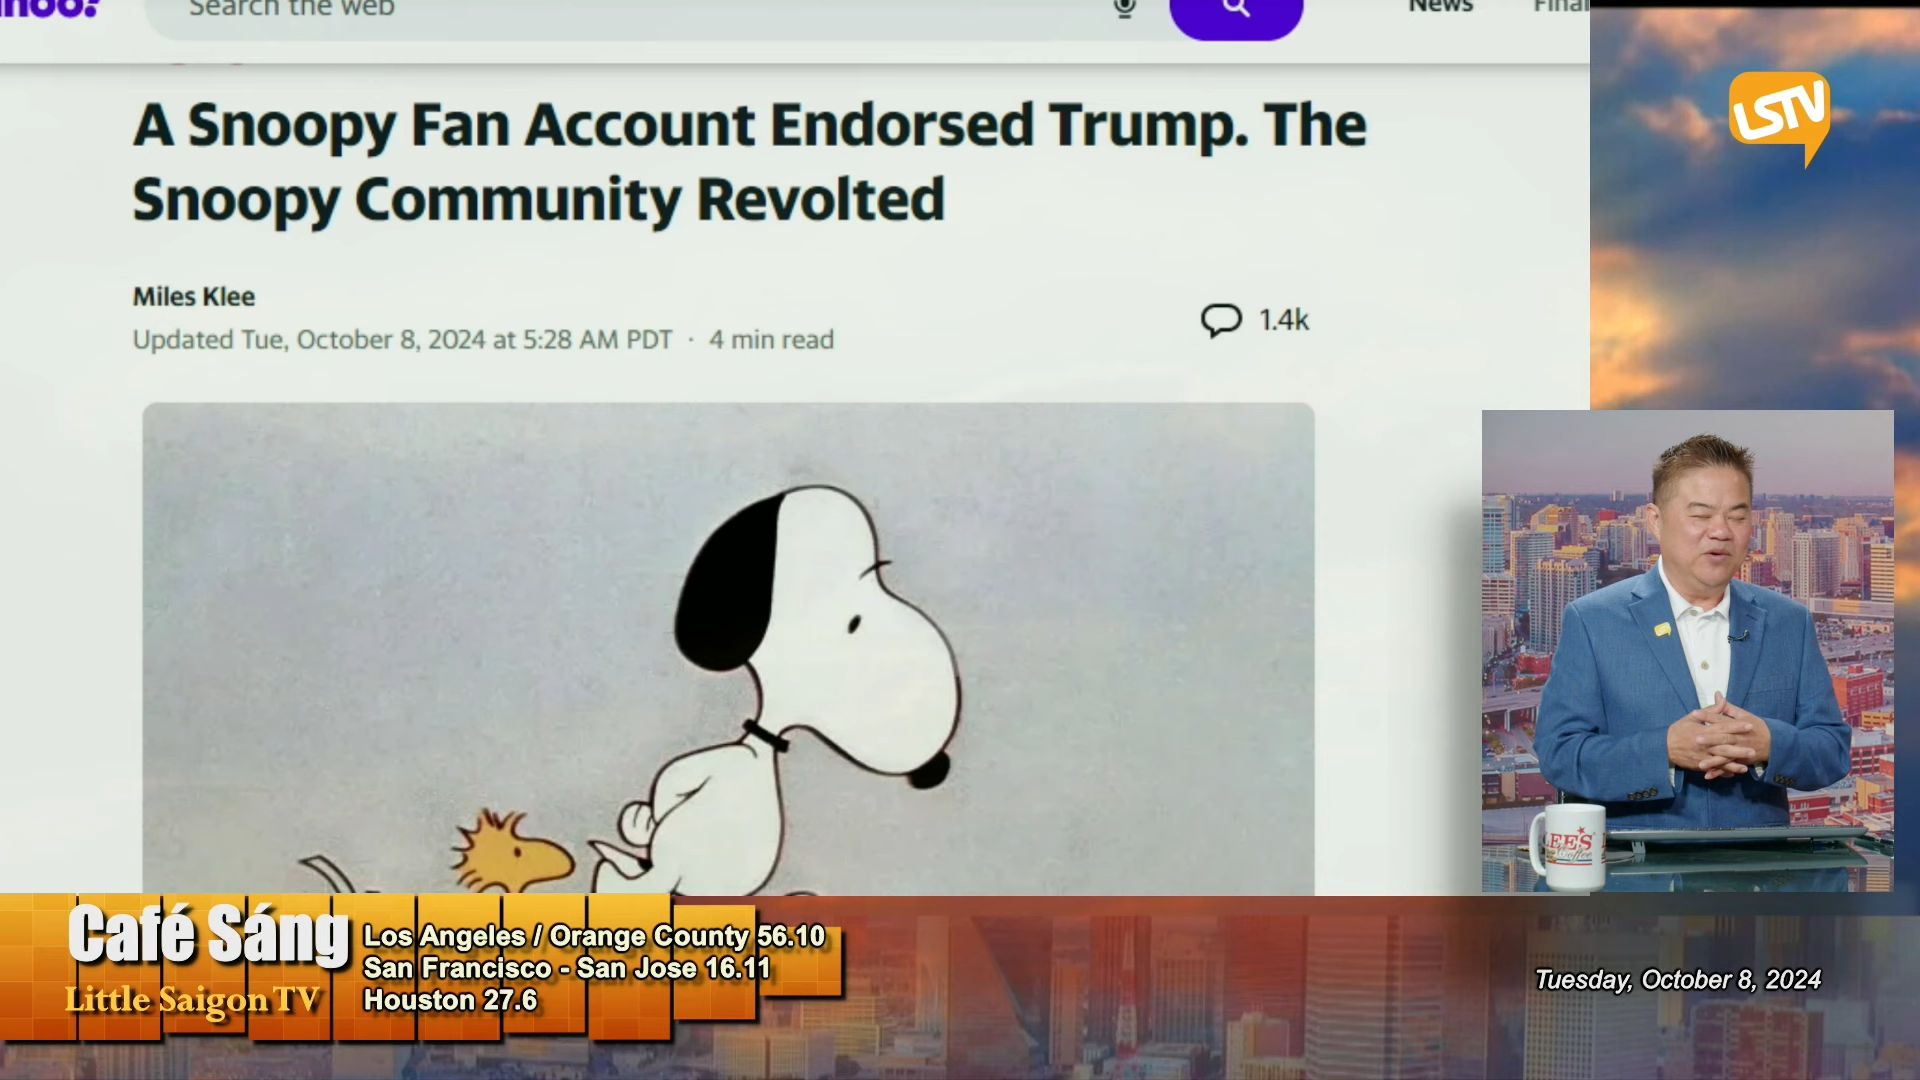 Search the web
News
A Snoopy Fan Account Endorsed Trump. The
Snoopy Community Revolted
Miles Klee
Updated Tue, October 8, 2024 at 5:28 AM PDT · 4 min read
1.4k
LSTV
Café Sáng
Little Saigon TV
Los Angeles / Orange County 56.10
San Francisco - San Jose 16.11
Houston 27.6
Tuesday, October 8, 2024